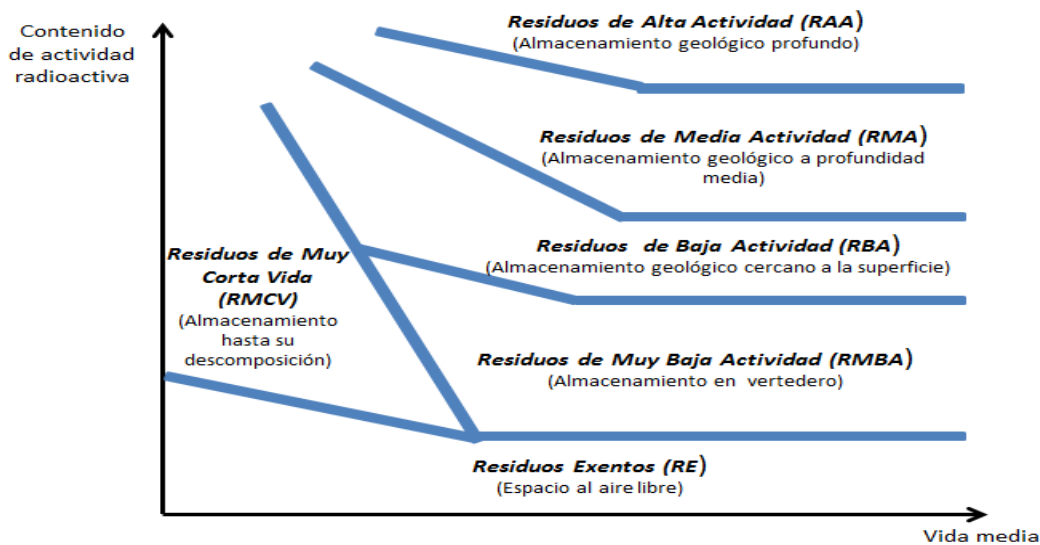 Contenido
de actividad
radioactiva
Residuos de Alta Actividad (RAA)
(Almacenamiento geológico profundo)
Residuos de Media Actividad (RMA)
(Almacenamiento geológico a profundidad
media)
Residuos de Baja Actividad (RBA)
(Almacenamiento geológico cercano a la superficie)
Residuos de Muy
Corta Vida
(RMCV)
(Almacenamiento
hasta su
descomposición)
Residuos de Muy Baja Actividad (RMBA)
(Almacenamiento en vertedero)
Residuos Exentos (RE)
(Espacio al aire libre)
Vida media